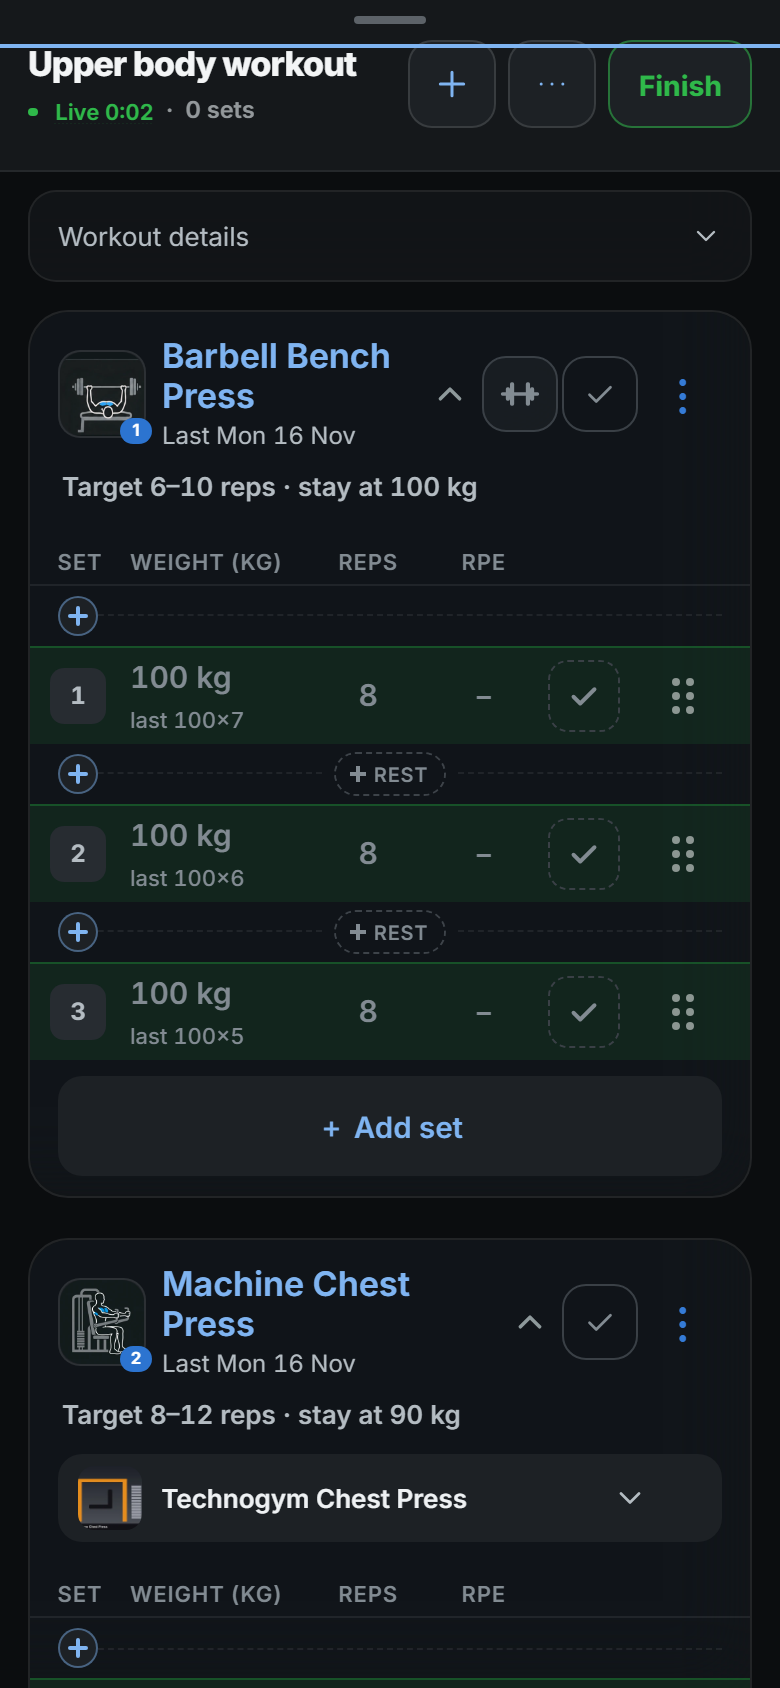 Upper body workout
Live 0:02 · 0 sets
+
...
Finish
Workout details
Barbell Bench
Press
1
Last Mon 16 Nov
Target 6–10 reps · stay at 100 kg
SET WEIGHT (KG) REPS RPE
1 100 kg 8 –
last 100×7
+ REST
2 100 kg 8 –
last 100×6
+ REST
3 100 kg 8 –
last 100×5
+ Add set
Machine Chest
Press
2
Last Mon 16 Nov
Target 8–12 reps · stay at 90 kg
Technogym Chest Press
SET WEIGHT (KG) REPS RPE